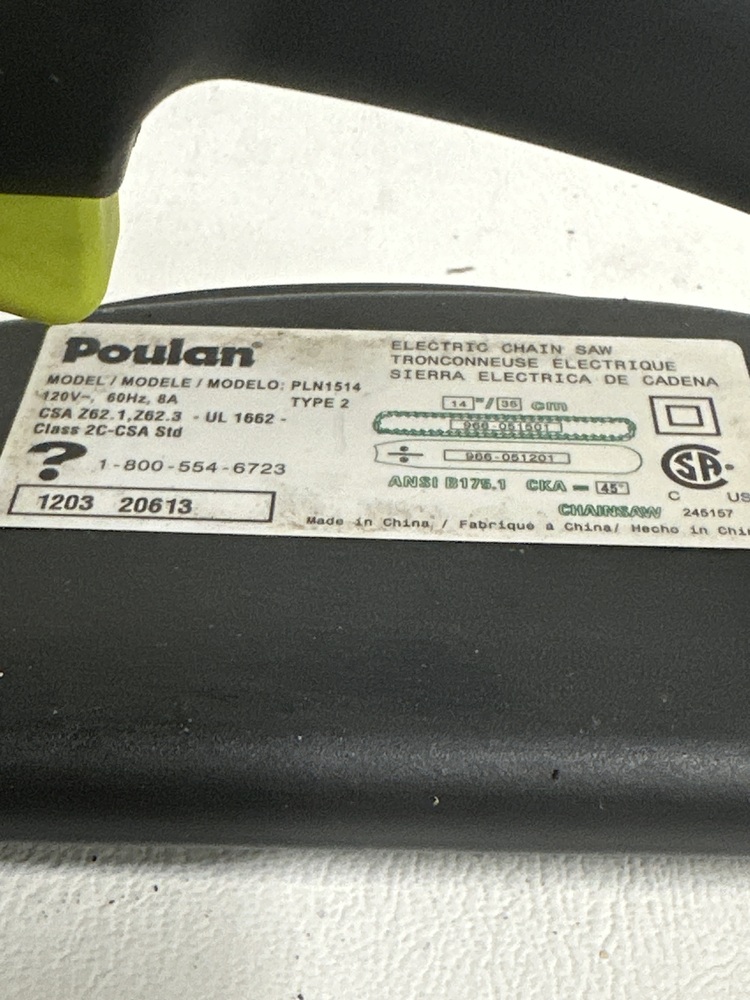 Poulan®
MODEL / MODELE / MODELO: PLN1514
120V~, 60Hz, 8A TYPE 2
CSA Z62.1,Z62.3 - UL 1662 -
Class 2C-CSA Std
? 1-800-554-6723
1203 20613
ELECTRIC CHAIN SAW
TRONCONNEUSE ELECTRIQUE
SIERRA ELECTRICA DE CADENA
14"/35 cm
966-051501
966-051201
ANSI B175.1 CKA = 45°
CHAINSAW
SA
C US
245157
Made in China / Fabriqué a China/ Hecho in Chi